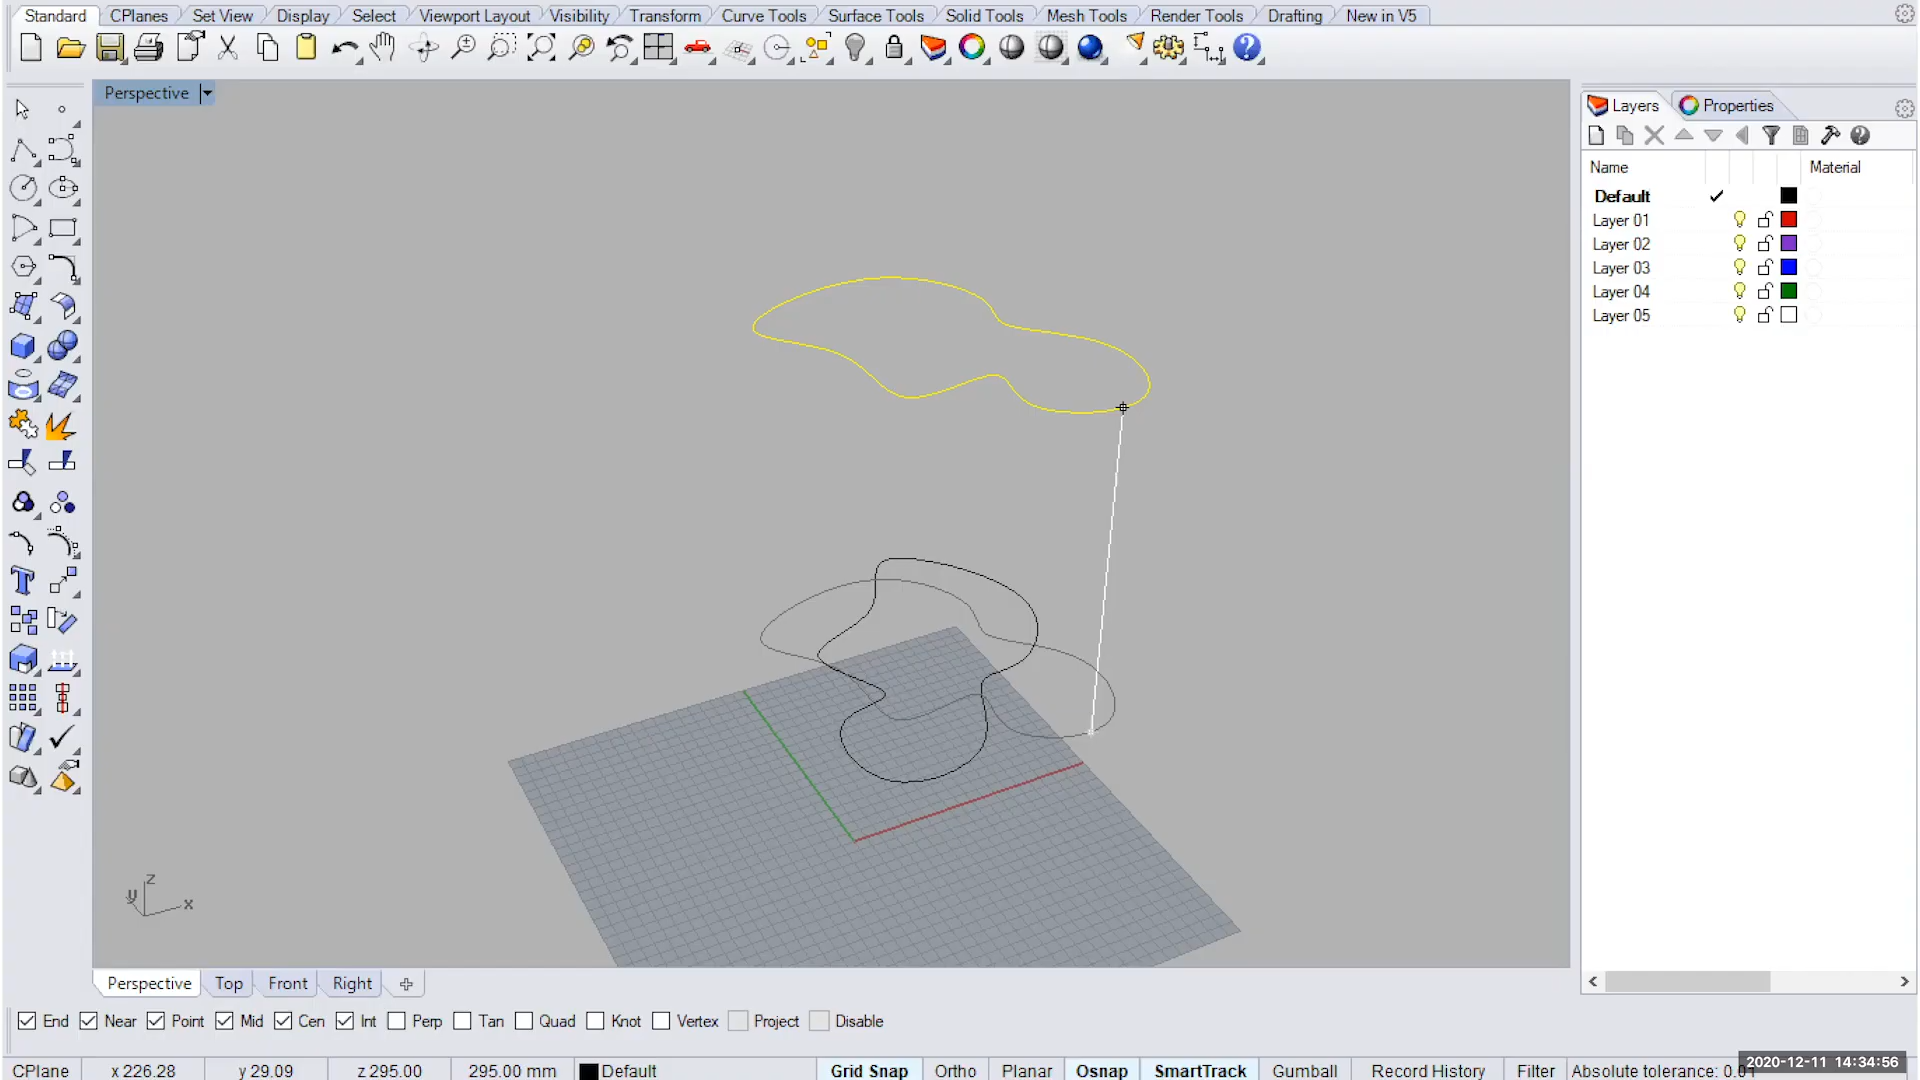 Standard CPlanes Set View Display Select Viewport Layout Visibility Transform Curve Tools Surface Tools Solid Tools Mesh Tools Render Tools Drafting New in V5
Perspective
Layers Properties
Name Material
Default
Layer 01
Layer 02
Layer 03
Layer 04
Layer 05
z
y x
Perspective Top Front Right
End Near Point Mid Cen Int Perp Tan Quad Knot Vertex Project Disable
CPlane x 226.28 y 29.09 z 295.00 295.00 mm Default Grid Snap Ortho Planar Osnap SmartTrack Gumball Record History Filter Absolute tolerance: 0.01
2020-12-11 14:34:56